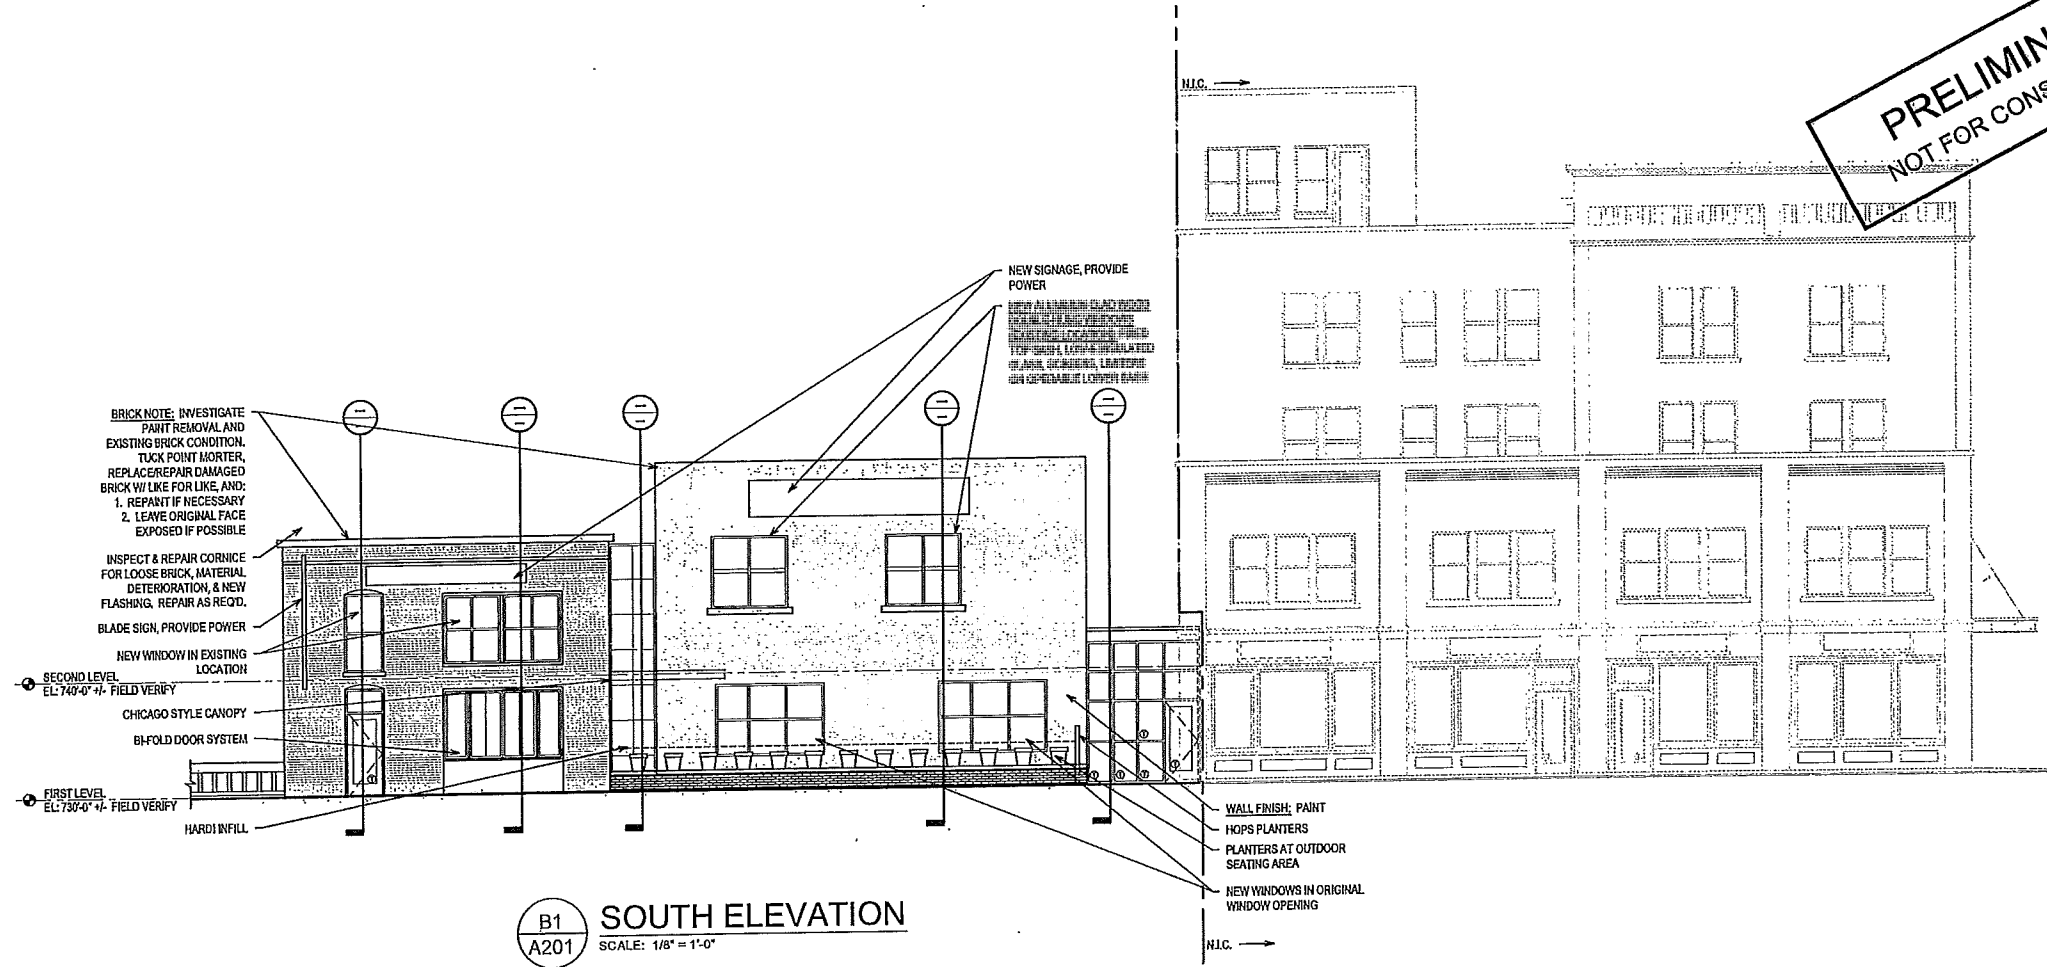 PRELIMIN
NOT FOR CONS
N.I.C.
NEW SIGNAGE, PROVIDE
POWER
BRICK NOTE: INVESTIGATE
PAINT REMOVAL AND
EXISTING BRICK CONDITION.
TUCK POINT MORTER,
REPLACE/REPAIR DAMAGED
BRICK W/ LIKE FOR LIKE, AND:
1. REPAINT IF NECESSARY
2. LEAVE ORIGINAL FACE
EXPOSED IF POSSIBLE
INSPECT & REPAIR CORNICE
FOR LOOSE BRICK, MATERIAL
DETERIORATION, & NEW
FLASHING, REPAIR AS REQ'D.
BLADE SIGN, PROVIDE POWER
NEW WINDOW IN EXISTING
LOCATION
SECOND LEVEL
EL: 740'-0" +/- FIELD VERIFY
CHICAGO STYLE CANOPY
BI-FOLD DOOR SYSTEM
FIRST LEVEL
EL: 730'-0" +/- FIELD VERIFY
HARDI INFILL
WALL FINISH: PAINT
HOPS PLANTERS
PLANTERS AT OUTDOOR
SEATING AREA
NEW WINDOWS IN ORIGINAL
WINDOW OPENING
B1
A201
SOUTH ELEVATION
SCALE: 1/8" = 1'-0"
N.I.C.